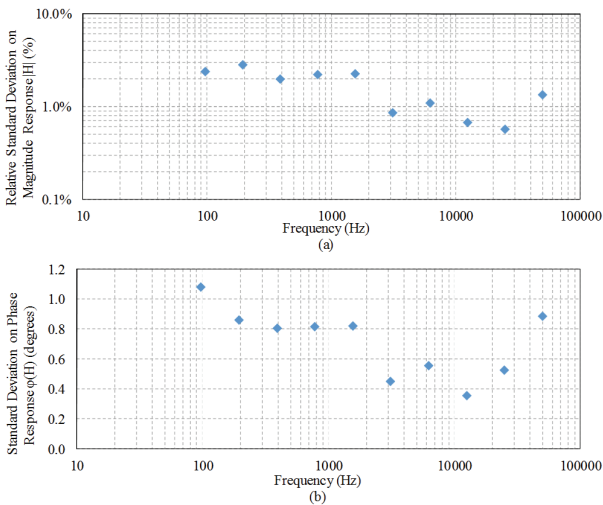 10.0%
1.0%
0.1%
Relative Standard Deviation on
Magnitude Response |H| (%)
10 100 1000 10000 100000
Frequency (Hz)
(a)
1.2
1.0
0.8
0.6
0.4
0.2
0.0
Standard Deviation on Phase
Response φ(H) (degrees)
10 100 1000 10000 100000
Frequency (Hz)
(b)